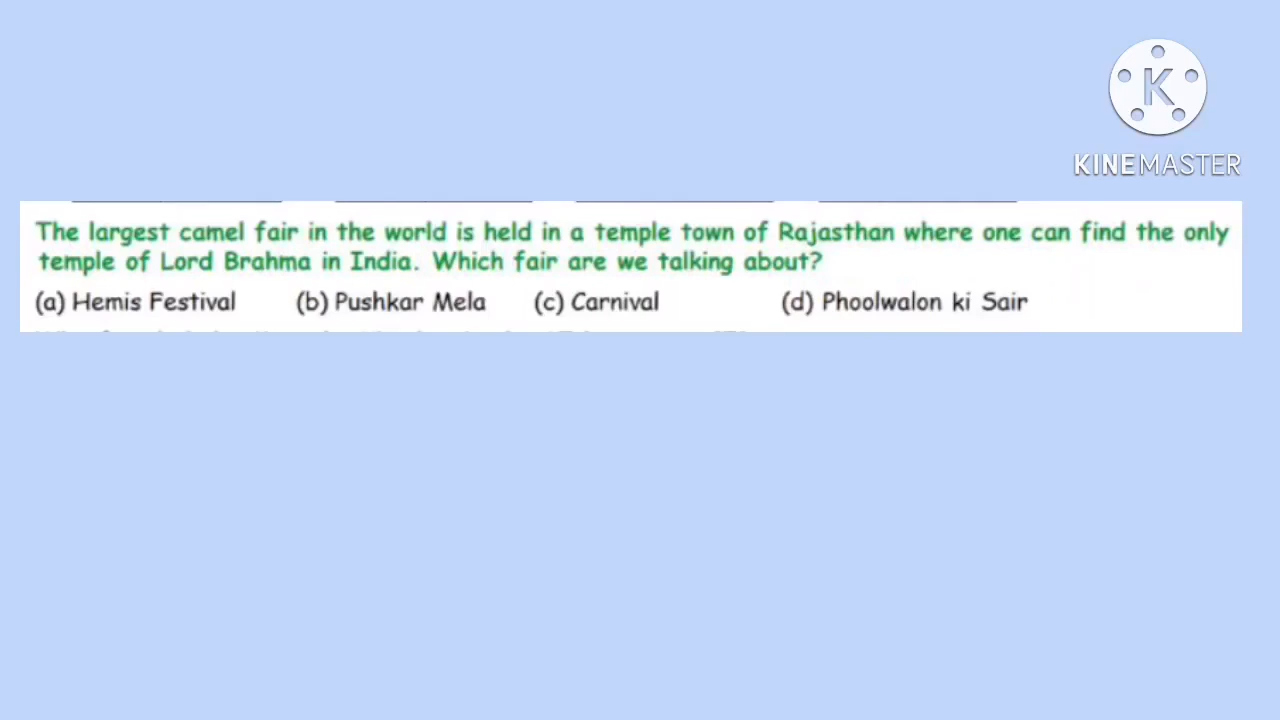 K
KINEMASTER
The largest camel fair in the world is held in a temple town of Rajasthan where one can find the only
temple of Lord Brahma in India. Which fair are we talking about?
(a) Hemis Festival (b) Pushkar Mela (c) Carnival (d) Phoolwalon ki Sair